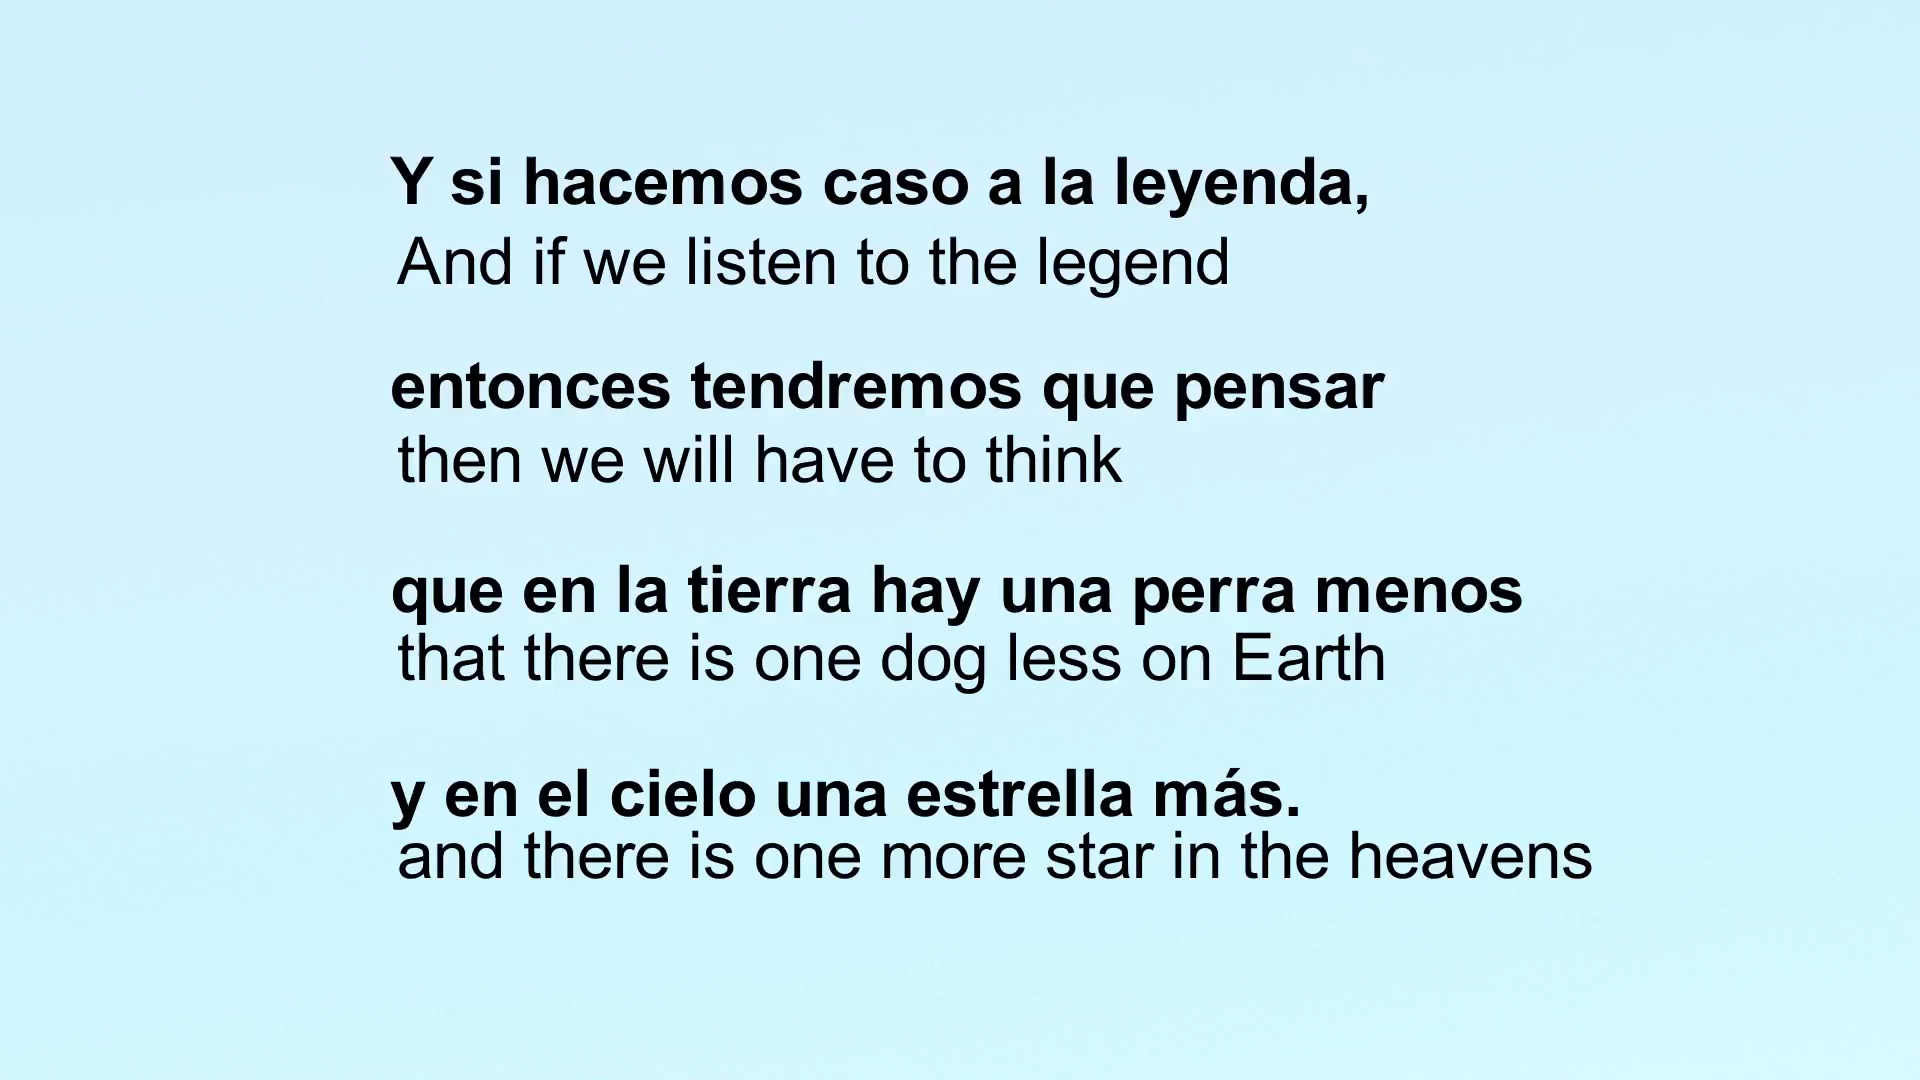 Y si hacemos caso a la leyenda,
And if we listen to the legend
entonces tendremos que pensar
then we will have to think
que en la tierra hay una perra menos
that there is one dog less on Earth
y en el cielo una estrella más.
and there is one more star in the heavens